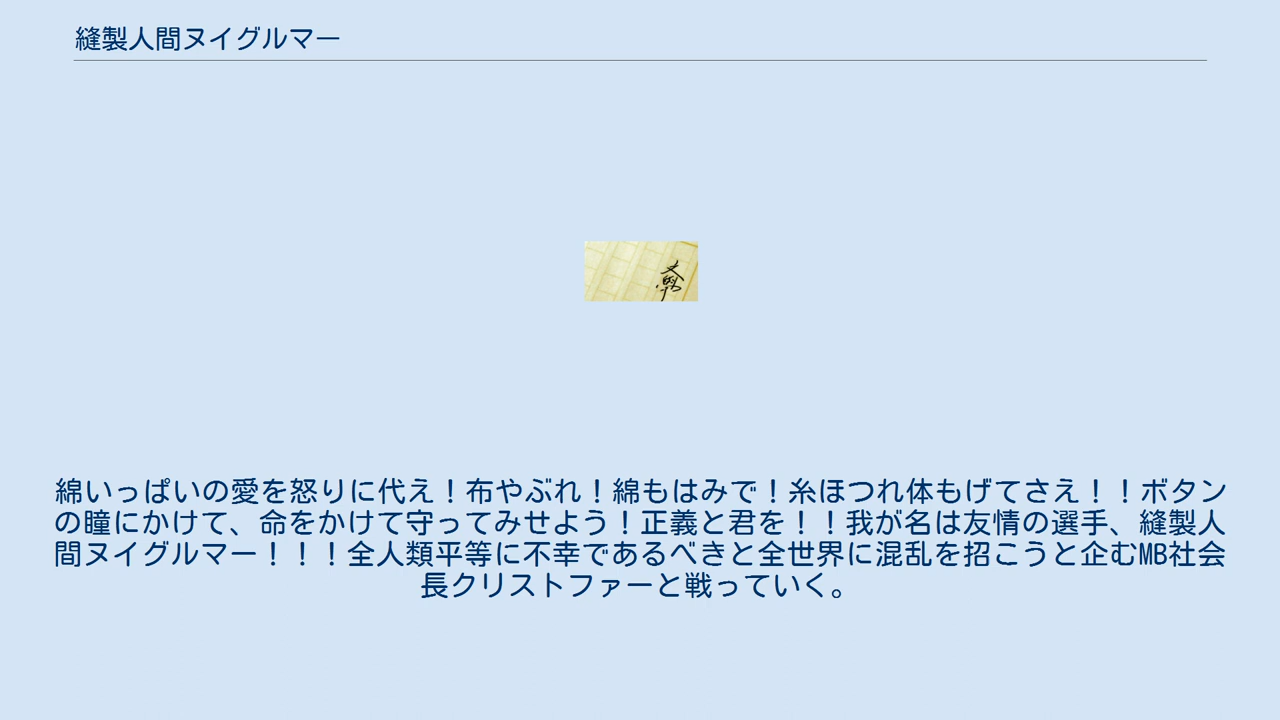 縫製人間ヌイグルマー
綿いっぱいの愛を怒りに代え！布やぶれ！綿もはみで！糸ほつれ体もげてさえ！！ボタン
の瞳にかけて、命をかけて守ってみせよう！正義と君を！！我が名は友情の選手、縫製人
間ヌイグルマー！！！全人類平等に不幸であるべきと全世界に混乱を招こうと企むMB社会
長クリストファーと戦っていく。